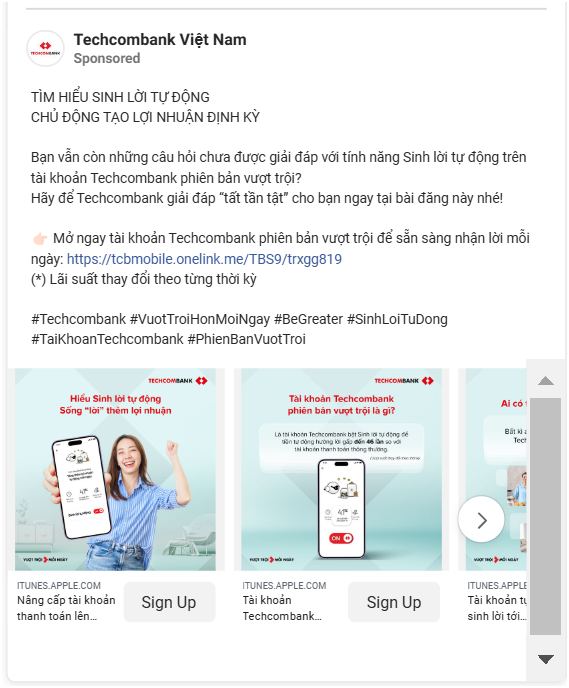 Techcombank Việt Nam
Sponsored
TECHCOMBANK
TÌM HIỂU SINH LỜI TỰ ĐỘNG
CHỦ ĐỘNG TẠO LỢI NHUẬN ĐỊNH KỲ
Bạn vẫn còn những câu hỏi chưa được giải đáp với tính năng Sinh lời tự động trên
tài khoản Techcombank phiên bản vượt trội?
Hãy để Techcombank giải đáp “tất tần tật” cho bạn ngay tại bài đăng này nhé!
👉🏻 Mở ngay tài khoản Techcombank phiên bản vượt trội để sẵn sàng nhận lời mỗi
ngày: https://tcbmobile.onelink.me/TBS9/trxgg819
(*) Lãi suất thay đổi theo từng thời kỳ
#Techcombank #VuotTroiHonMoiNgay #BeGreater #SinhLoiTuDong
#TaiKhoanTechcombank #PhienBanVuotTroi
TECHCOMBANK
Hiểu Sinh lời tự động
Sống “lời” thêm lợi nhuận
VƯỢT TRỘI MỖI NGÀY
ITUNES.APPLE.COM
Nâng cấp tài khoản
thanh toán lên...
Sign Up
TECHCOMBANK
Tài khoản Techcombank
phiên bản vượt trội là gì?
Là tài khoản Techcombank bật Sinh lời tự động để
tiền tự động hưởng lời gấp đến 46 lần so với
tài khoản thanh toán thông thường.
ON
VƯỢT TRỘI MỖI NGÀY
ITUNES.APPLE.COM
Tài khoản
Techcombank...
Sign Up
Ai có t
Bất kì a
Tech
VƯỢT TRỘI
ITUNES.APPLE
Tài khoản tự
sinh lời tới...